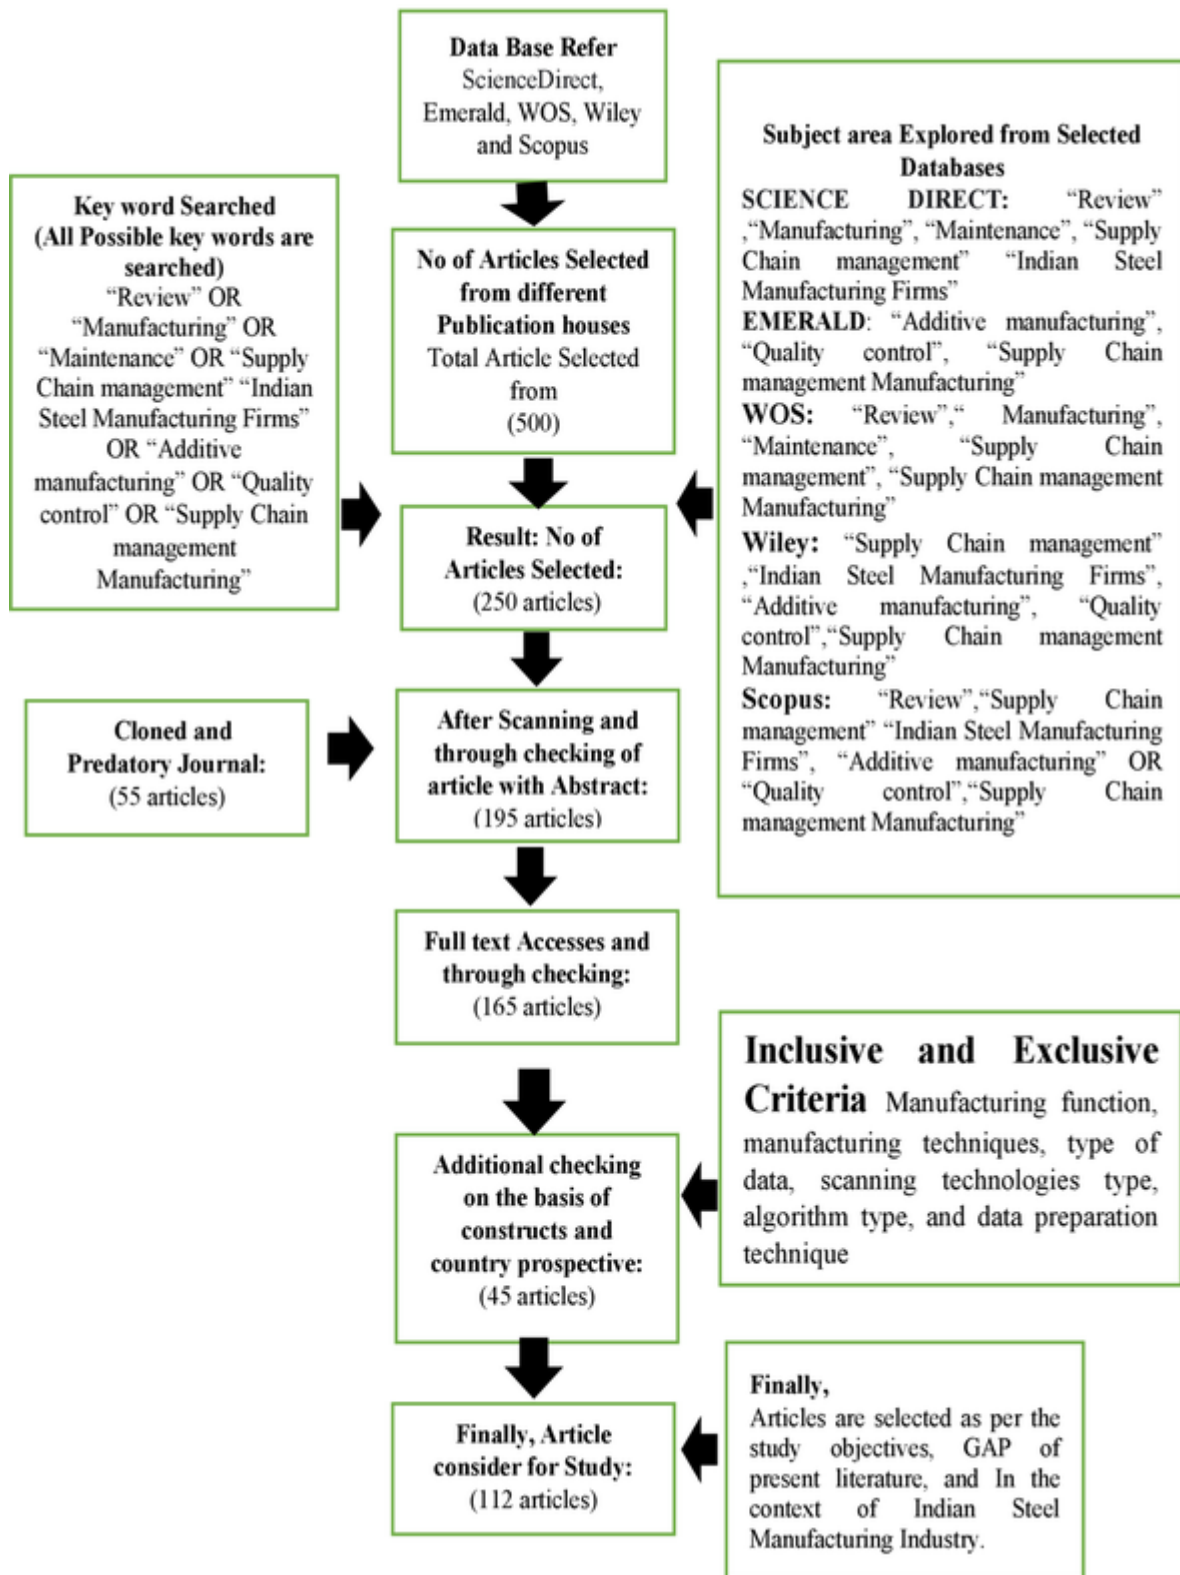 Data Base Refer
ScienceDirect,
Emerald, WOS, Wiley
and Scopus
Key word Searched
(All Possible key words are
searched)
“Review” OR
“Manufacturing” OR
“Maintenance” OR “Supply
Chain management” “Indian
Steel Manufacturing Firms”
OR “Additive
manufacturing” OR “Quality
control” OR “Supply Chain
management
Manufacturing”
No of Articles Selected
from different
Publication houses
Total Article Selected
from
(500)
Subject area Explored from Selected
Databases
SCIENCE DIRECT: “Review”
,“Manufacturing”, “Maintenance”, “Supply
Chain management” “Indian Steel
Manufacturing Firms”
EMERALD: “Additive manufacturing”,
“Quality control”, “Supply Chain
management Manufacturing”
WOS: “Review”,“ Manufacturing”,
“Maintenance”, “Supply Chain
management”, “Supply Chain management
Manufacturing”
Wiley: “Supply Chain management”
,“Indian Steel Manufacturing Firms”,
“Additive manufacturing”, “Quality
control”,“Supply Chain management
Manufacturing”
Scopus: “Review”,“Supply Chain
management” “Indian Steel Manufacturing
Firms”, “Additive manufacturing” OR
“Quality control”,“Supply Chain
management Manufacturing”
Result: No of
Articles Selected:
(250 articles)
Cloned and
Predatory Journal:
(55 articles)
After Scanning and
through checking of
article with Abstract:
(195 articles)
Full text Accesses and
through checking:
(165 articles)
Inclusive and Exclusive
Criteria Manufacturing function,
manufacturing techniques, type of
data, scanning technologies type,
algorithm type, and data preparation
technique
Additional checking
on the basis of
constructs and
country prospective:
(45 articles)
Finally, Article
consider for Study:
(112 articles)
Finally,
Articles are selected as per the
study objectives, GAP of
present literature, and In the
context of Indian Steel
Manufacturing Industry.